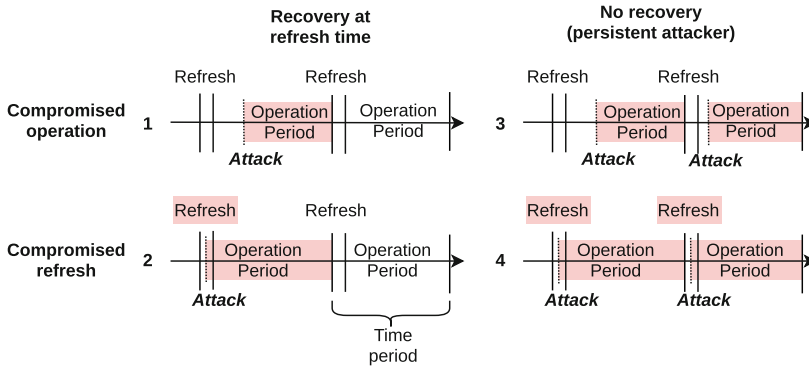 Recovery at
refresh time
No recovery
(persistent attacker)
Refresh
Refresh
Refresh
Refresh
Compromised
operation
1
Operation
Period
Operation
Period
Attack
3
Operation
Period
Operation
Period
Attack
Attack
Refresh
Refresh
Refresh
Refresh
Compromised
refresh
2
Operation
Period
Operation
Period
Attack
4
Operation
Period
Operation
Period
Attack
Attack
Time
period